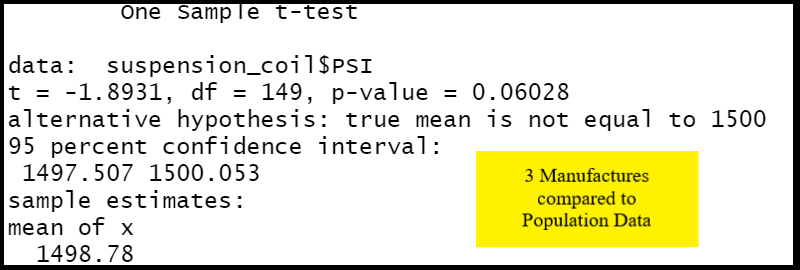 One Sample t-test
data:  suspension_coil$PSI
t = -1.8931, df = 149, p-value = 0.06028
alternative hypothesis: true mean is not equal to 1500
95 percent confidence interval:
1497.507 1500.053
sample estimates:
mean of x
1498.78
3 Manufactures
compared to
Population Data